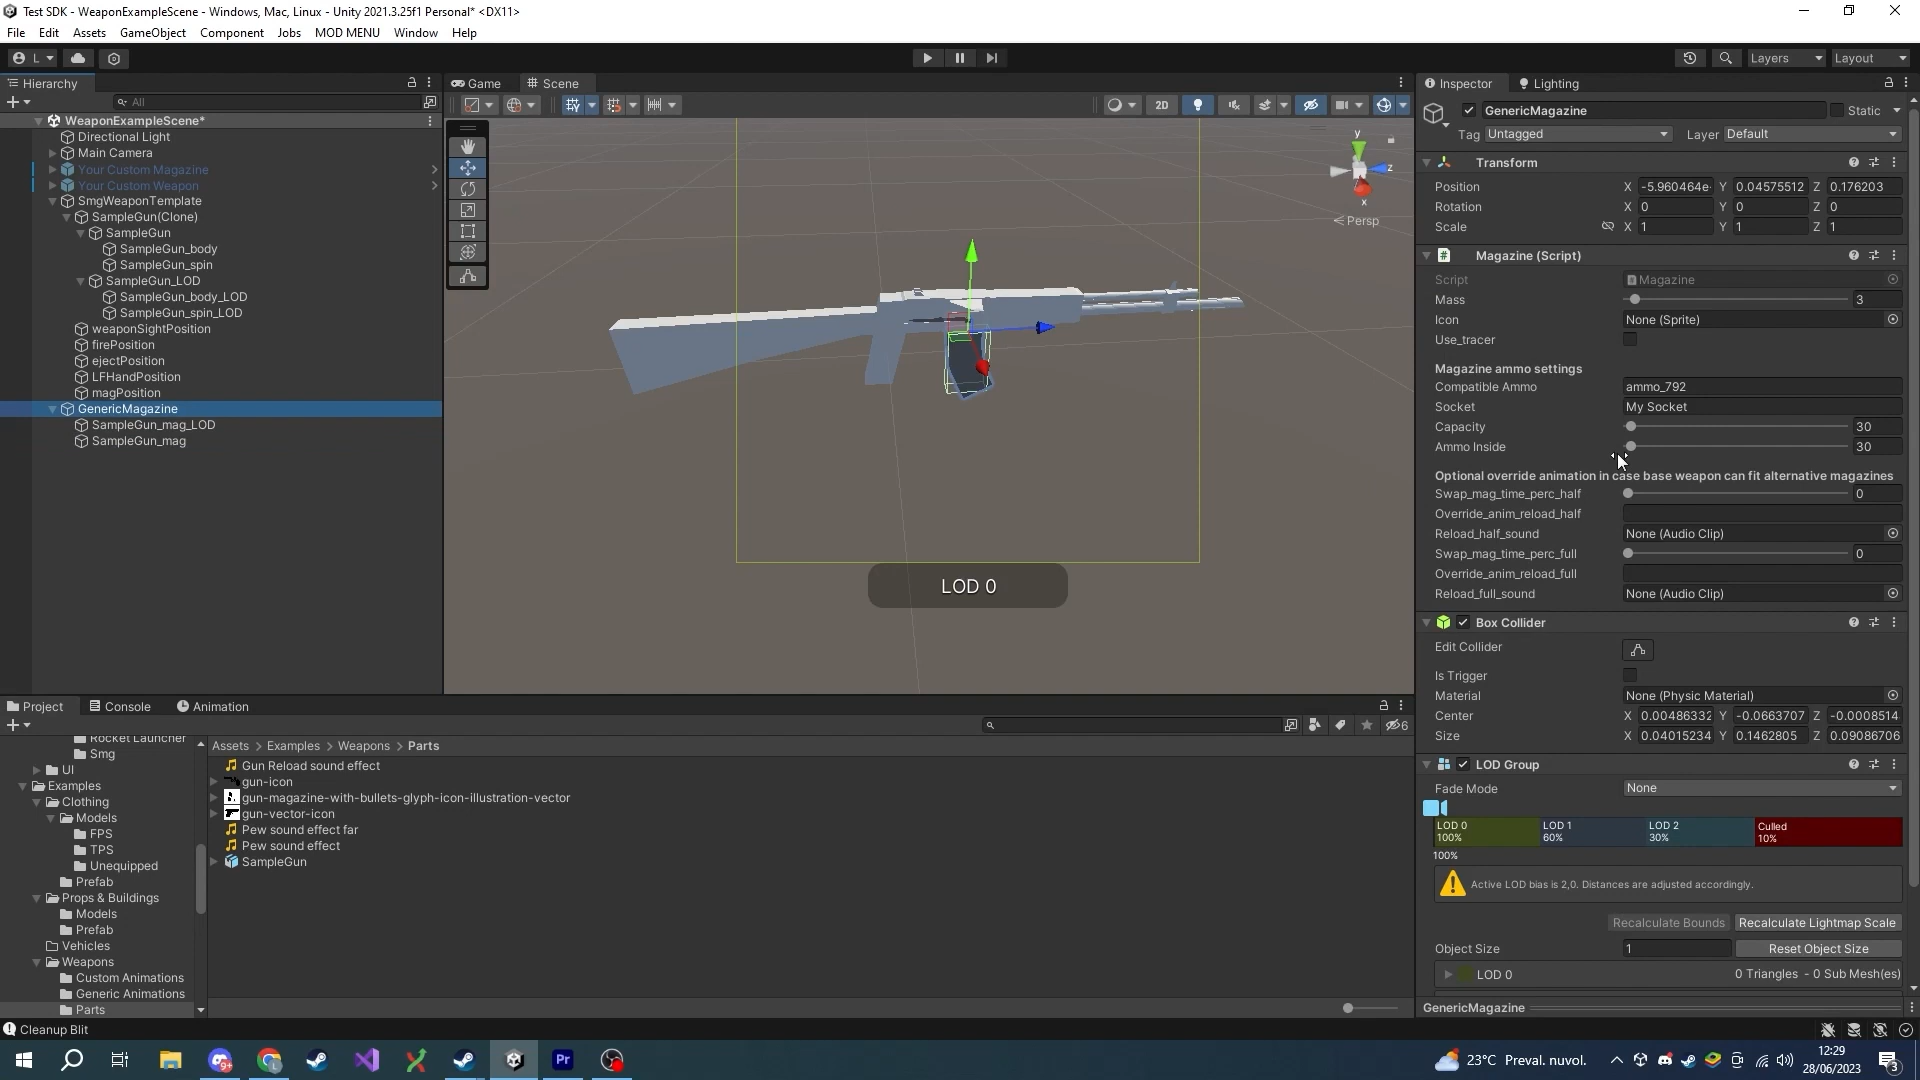 Test SDK - WeaponExampleScene - Windows, Mac, Linux - Unity 2021.3.25f1 Personal* <DX11>
File Edit Assets GameObject Component Jobs MOD MENU Window Help
L Layers Layout
Hierarchy
All
WeaponExampleScene*
Directional Light
Main Camera
Your Custom Magazine
Your Custom Weapon
SmgWeaponTemplate
SampleGun(Clone)
SampleGun
SampleGun_body
SampleGun_spin
SampleGun_LOD
SampleGun_body_LOD
SampleGun_spin_LOD
weaponSightPosition
firePosition
ejectPosition
LFHandPosition
magPosition
GenericMagazine
SampleGun_mag_LOD
SampleGun_mag
Game Scene
2D
y
z
x
Persp
LOD 0
Inspector Lighting
GenericMagazine Static
Tag Untagged Layer Default
Transform
Position X -5.960464e- Y 0.04575512 Z 0.176203
Rotation X 0 Y 0 Z 0
Scale X 1 Y 1 Z 1
# Magazine (Script)
Script Magazine
Mass 3
Icon None (Sprite)
Use_tracer
Magazine ammo settings
Compatible Ammo ammo_792
Socket My Socket
Capacity 30
Ammo Inside 30
Optional override animation in case base weapon can fit alternative magazines
Swap_mag_time_perc_half 0
Override_anim_reload_half
Reload_half_sound None (Audio Clip)
Swap_mag_time_perc_full 0
Override_anim_reload_full
Reload_full_sound None (Audio Clip)
Box Collider
Edit Collider
Is Trigger
Material None (Physic Material)
Center X 0.00486332 Y -0.0663707 Z -0.0008514
Size X 0.04015234 Y 0.1462805 Z 0.09086706
LOD Group
Fade Mode None
LOD 0 LOD 1 LOD 2 Culled
100% 60% 30% 10%
100%
Active LOD bias is 2,0. Distances are adjusted accordingly.
Recalculate Bounds Recalculate Lightmap Scale
Object Size 1 Reset Object Size
LOD 0 0 Triangles - 0 Sub Mesh(es)
GenericMagazine
Project Console Animation
6
Rocket Launcher
Smg
UI
Examples
Clothing
Models
FPS
TPS
Unequipped
Prefab
Props & Buildings
Models
Prefab
Vehicles
Weapons
Custom Animations
Generic Animations
Parts
Assets > Examples > Weapons > Parts
Gun Reload sound effect
gun-icon
gun-magazine-with-bullets-glyph-icon-illustration-vector
gun-vector-icon
Pew sound effect far
Pew sound effect
SampleGun
Cleanup Blit
9+
Pr
23°C Preval. nuvol.
12:29
28/06/2023
3